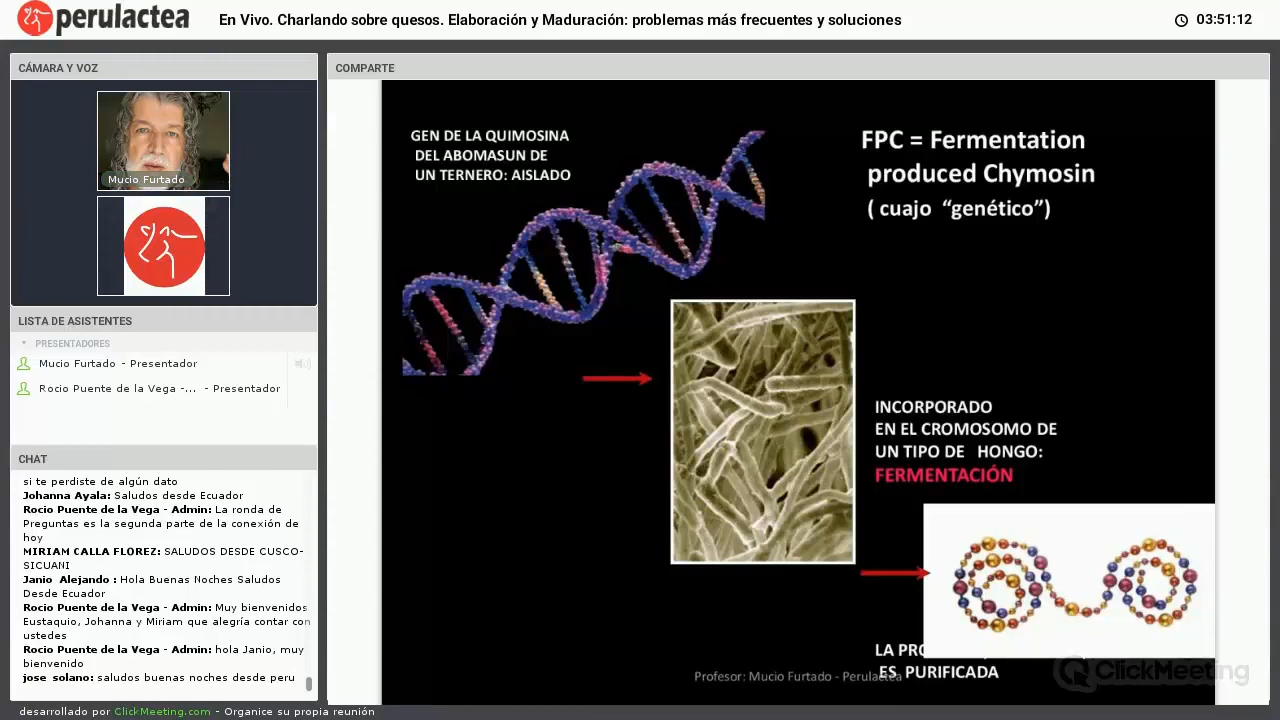 perulactea
En Vivo. Charlando sobre quesos. Elaboración y Maduración: problemas más frecuentes y soluciones
03:51:12
CÁMARA Y VOZ
Mucio Furtado
LISTA DE ASISTENTES
PRESENTADORES
Mucio Furtado - Presentador
Rocio Puente de la Vega -... - Presentador
CHAT
si te perdiste de algún dato
Johanna Ayala: Saludos desde Ecuador
Rocio Puente de la Vega - Admin: La ronda de
Preguntas es la segunda parte de la conexión de
hoy
MIRIAM CALLA FLOREZ: SALUDOS DESDE CUSCO-
SICUANI
Janio Alejando : Hola Buenas Noches Saludos
Desde Ecuador
Rocio Puente de la Vega - Admin: Muy bienvenidos
Eustaquio, Johanna y Miriam que alegría contar con
ustedes
Rocio Puente de la Vega - Admin: hola Janio, muy
bienvenido
jose solano: saludos buenas noches desde peru
COMPARTE
GEN DE LA QUIMOSINA
DEL ABOMASUN DE
UN TERNERO: AISLADO
FPC = Fermentation
produced Chymosin
( cuajo "genético")
INCORPORADO
EN EL CROMOSOMO DE
UN TIPO DE HONGO:
FERMENTACIÓN
LA
ES PURIFICADA
Profesor: Mucio Furtado - Perulactea
ClickMeeting
desarrollado por ClickMeeting.com - Organice su propia reunión